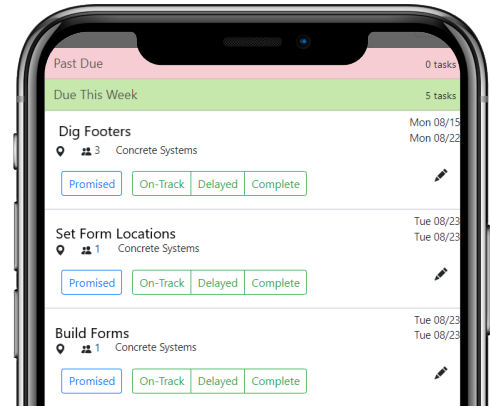 Past Due 0 tasks
Due This Week 5 tasks
Dig Footers Mon 08/15
Mon 08/22
3 Concrete Systems
Promised On-Track Delayed Complete
Set Form Locations Tue 08/23
Tue 08/23
1 Concrete Systems
Promised On-Track Delayed Complete
Build Forms Tue 08/23
Tue 08/23
1 Concrete Systems
Promised On-Track Delayed Complete